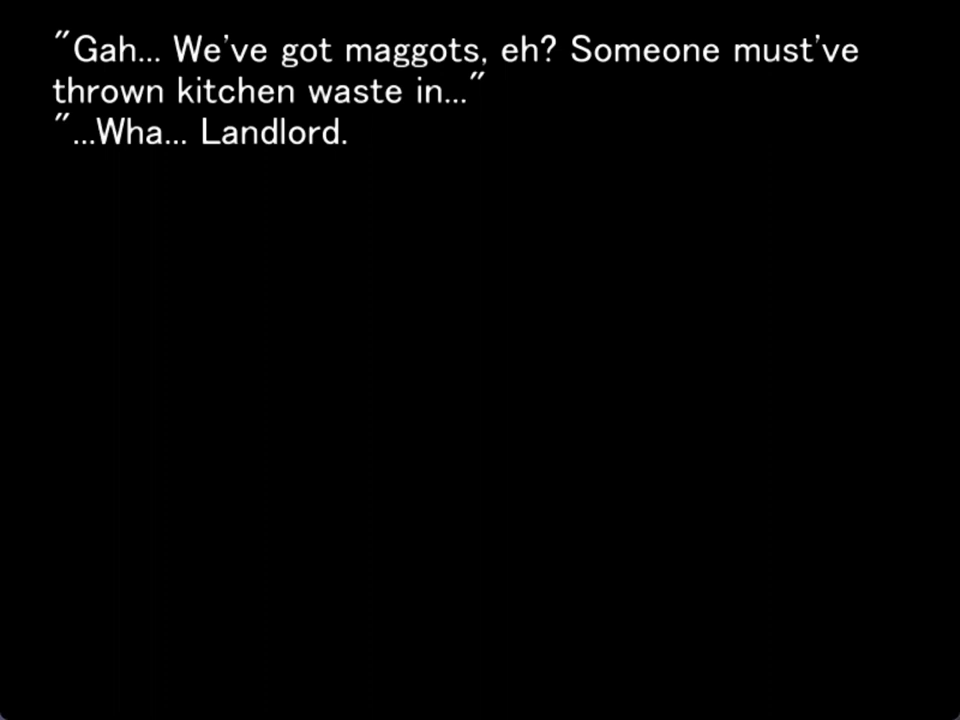 "Gah... We've got maggots, eh? Someone must've
thrown kitchen waste in..."
"...Wha... Landlord.